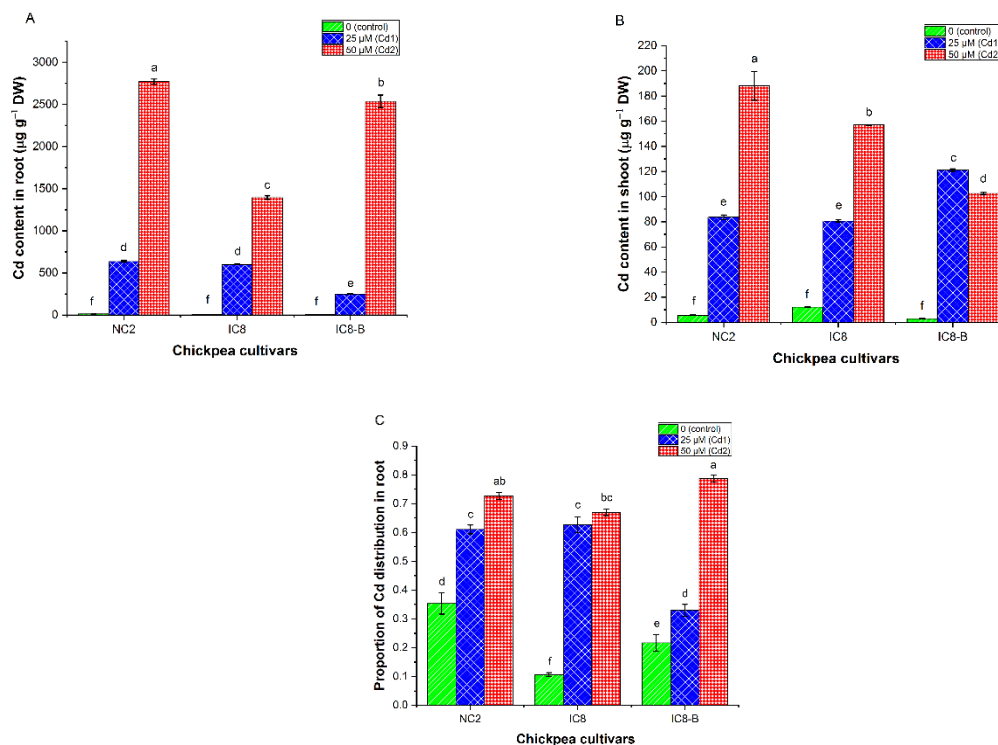 A
0 (control)
25 µM (Cd1)
50 µM (Cd2)
Cd content in root (µg g⁻¹ DW)
3000
2500
2000
1500
1000
500
0
a
b
c
d
d
e
f
f
f
NC2
IC8
IC8-B
Chickpea cultivars
B
0 (control)
25 µM (Cd1)
50 µM (Cd2)
Cd content in shoot (µg g⁻¹ DW)
220
200
180
160
140
120
100
80
60
40
20
0
a
b
c
d
e
e
f
f
f
NC2
IC8
IC8-B
Chickpea cultivars
C
0 (control)
25 µM (Cd1)
50 µM (Cd2)
Proportion of Cd distribution in root
0.9
0.8
0.7
0.6
0.5
0.4
0.3
0.2
0.1
0.0
d
c
ab
f
c
bc
e
d
a
NC2
IC8
IC8-B
Chickpea cultivars